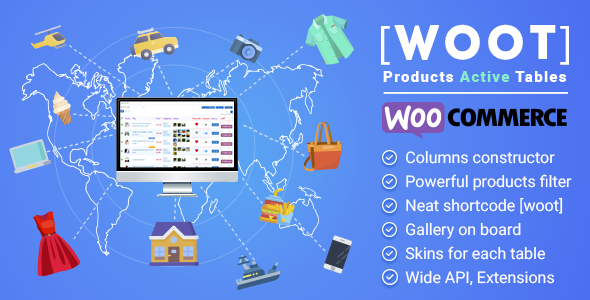 [WOOT]
Products Active Tables
WOO COMMERCE
Columns constructor
Powerful products filter
Neat shortcode [woot]
Gallery on board
Skins for each table
Wide API, Extensions